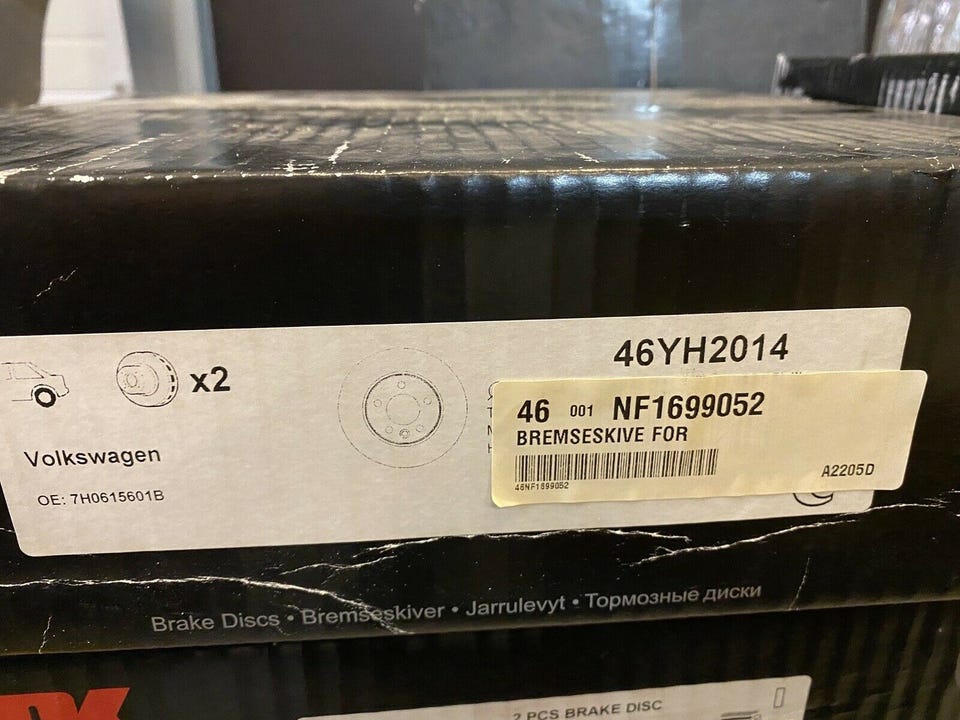 x2
Volkswagen
OE: 7H0615601B
46YH2014
46 001 NF1699052
BREMSESKIVE FOR
46NF1699052
A2205D
Brake Discs • Bremseskiver • Jarrulevyt • Тормозные диски
2 PCS BRAKE DISC